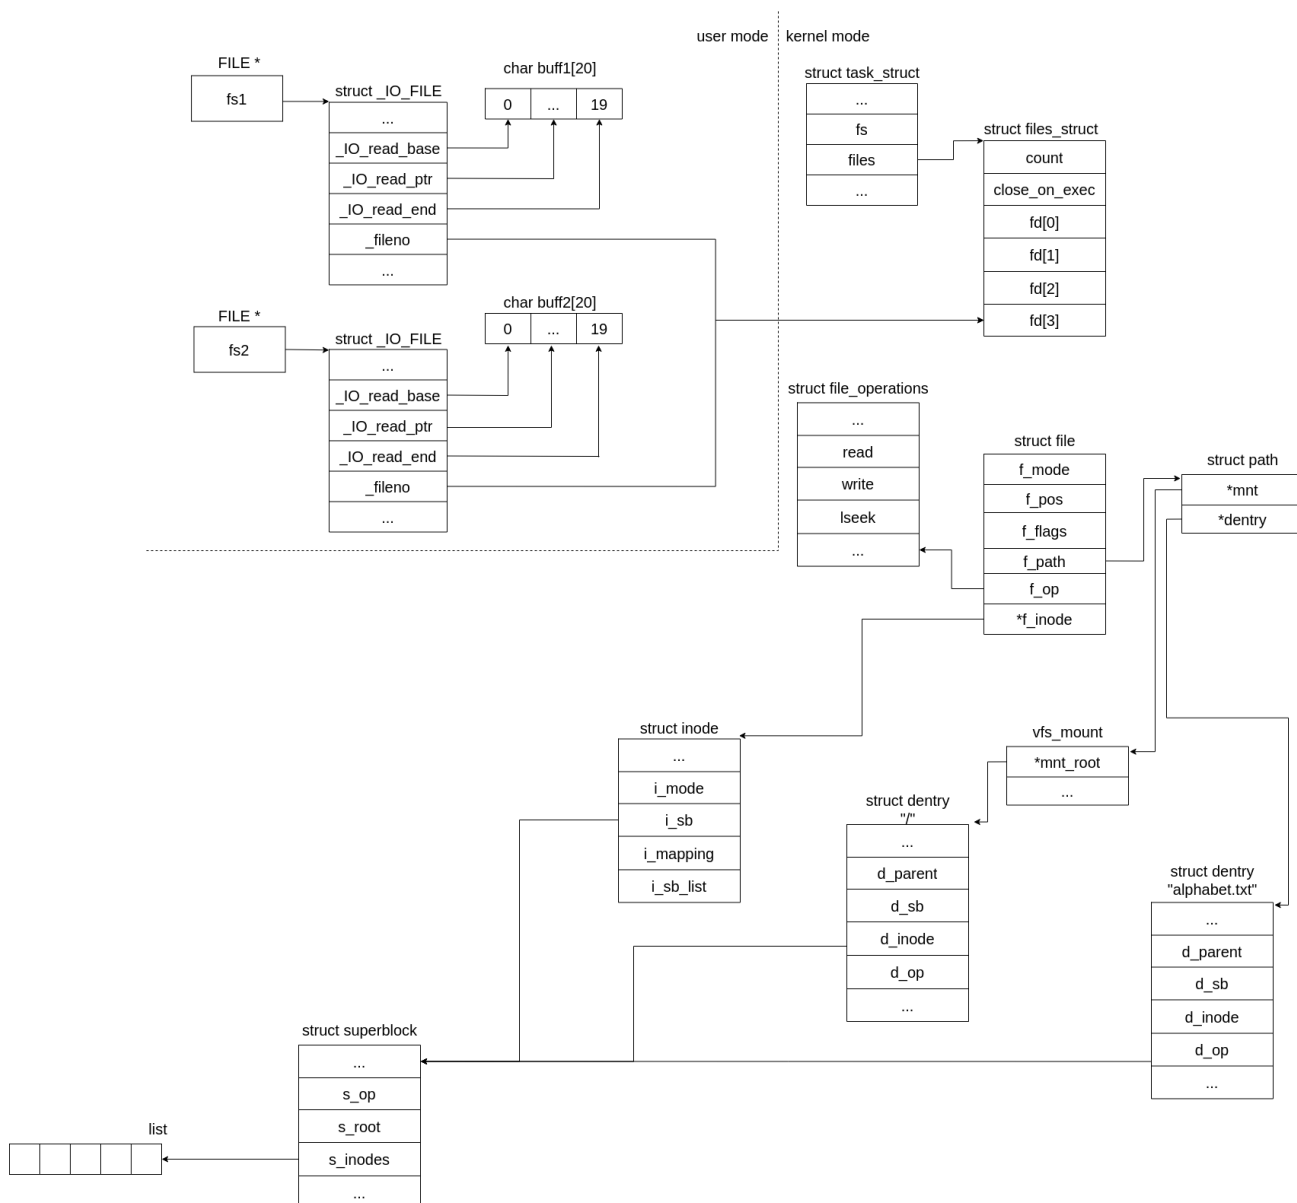 user mode
kernel mode
FILE *
fs1
struct _IO_FILE
...
_IO_read_base
_IO_read_ptr
_IO_read_end
_fileno
...
char buff1[20]
0 ... 19
struct task_struct
...
fs
files
...
struct files_struct
count
close_on_exec
fd[0]
fd[1]
fd[2]
fd[3]
FILE *
fs2
struct _IO_FILE
...
_IO_read_base
_IO_read_ptr
_IO_read_end
_fileno
...
char buff2[20]
0 ... 19
struct file_operations
...
read
write
lseek
...
struct file
f_mode
f_pos
f_flags
f_path
f_op
*f_inode
struct path
*mnt
*dentry
struct inode
...
i_mode
i_sb
i_mapping
i_sb_list
vfs_mount
*mnt_root
...
struct dentry
"/"
...
d_parent
d_sb
d_inode
d_op
...
struct dentry
"alphabet.txt"
...
d_parent
d_sb
d_inode
d_op
...
struct superblock
...
s_op
s_root
s_inodes
...
list